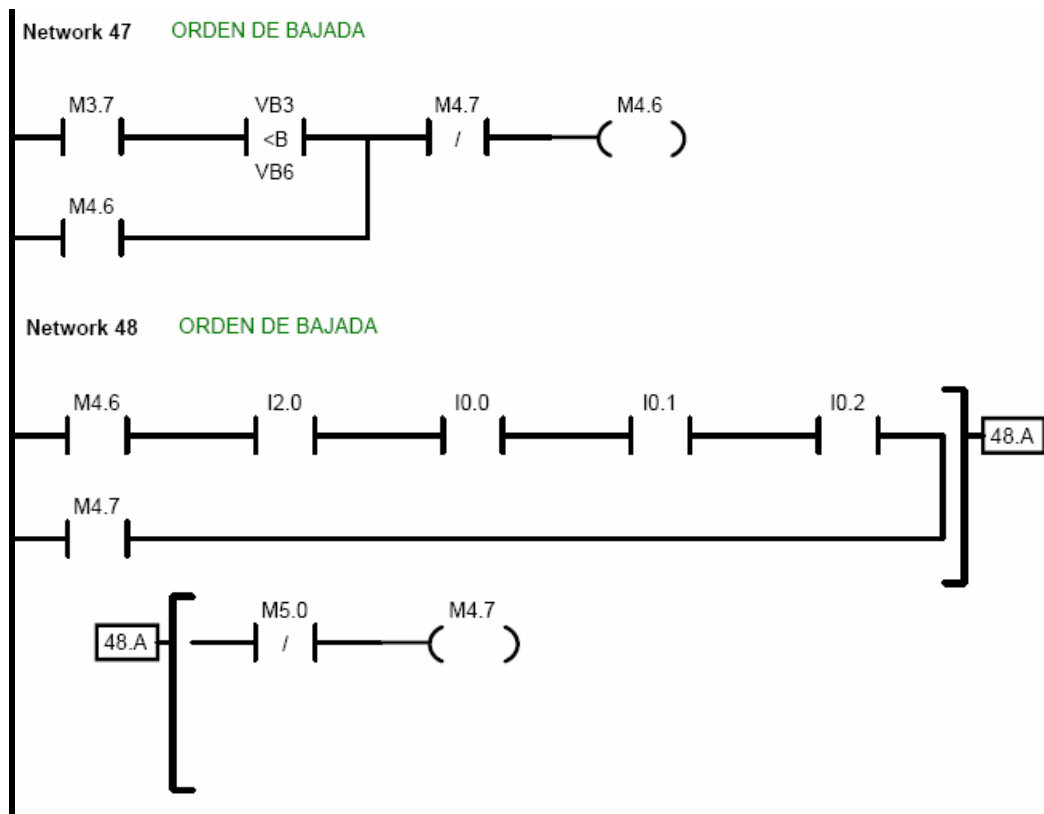 Network 47 ORDEN DE BAJADA
M3.7 VB3 M4.7 M4.6
<B /
VB6
M4.6
Network 48 ORDEN DE BAJADA
M4.6 I2.0 I0.0 I0.1 I0.2
48.A
M4.7
M5.0 M4.7
48.A /